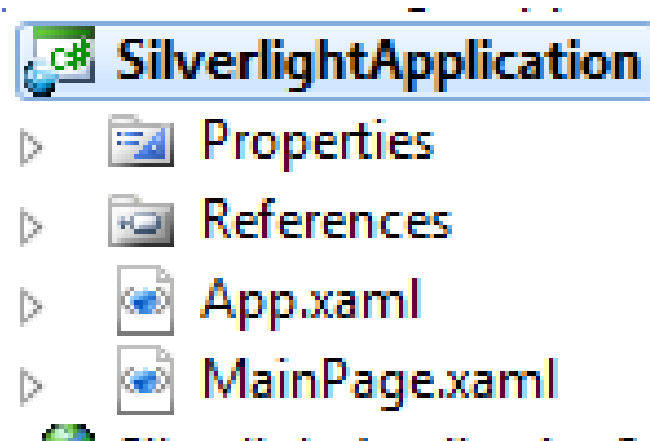 SilverlightApplication
Properties
References
App.xaml
MainPage.xaml